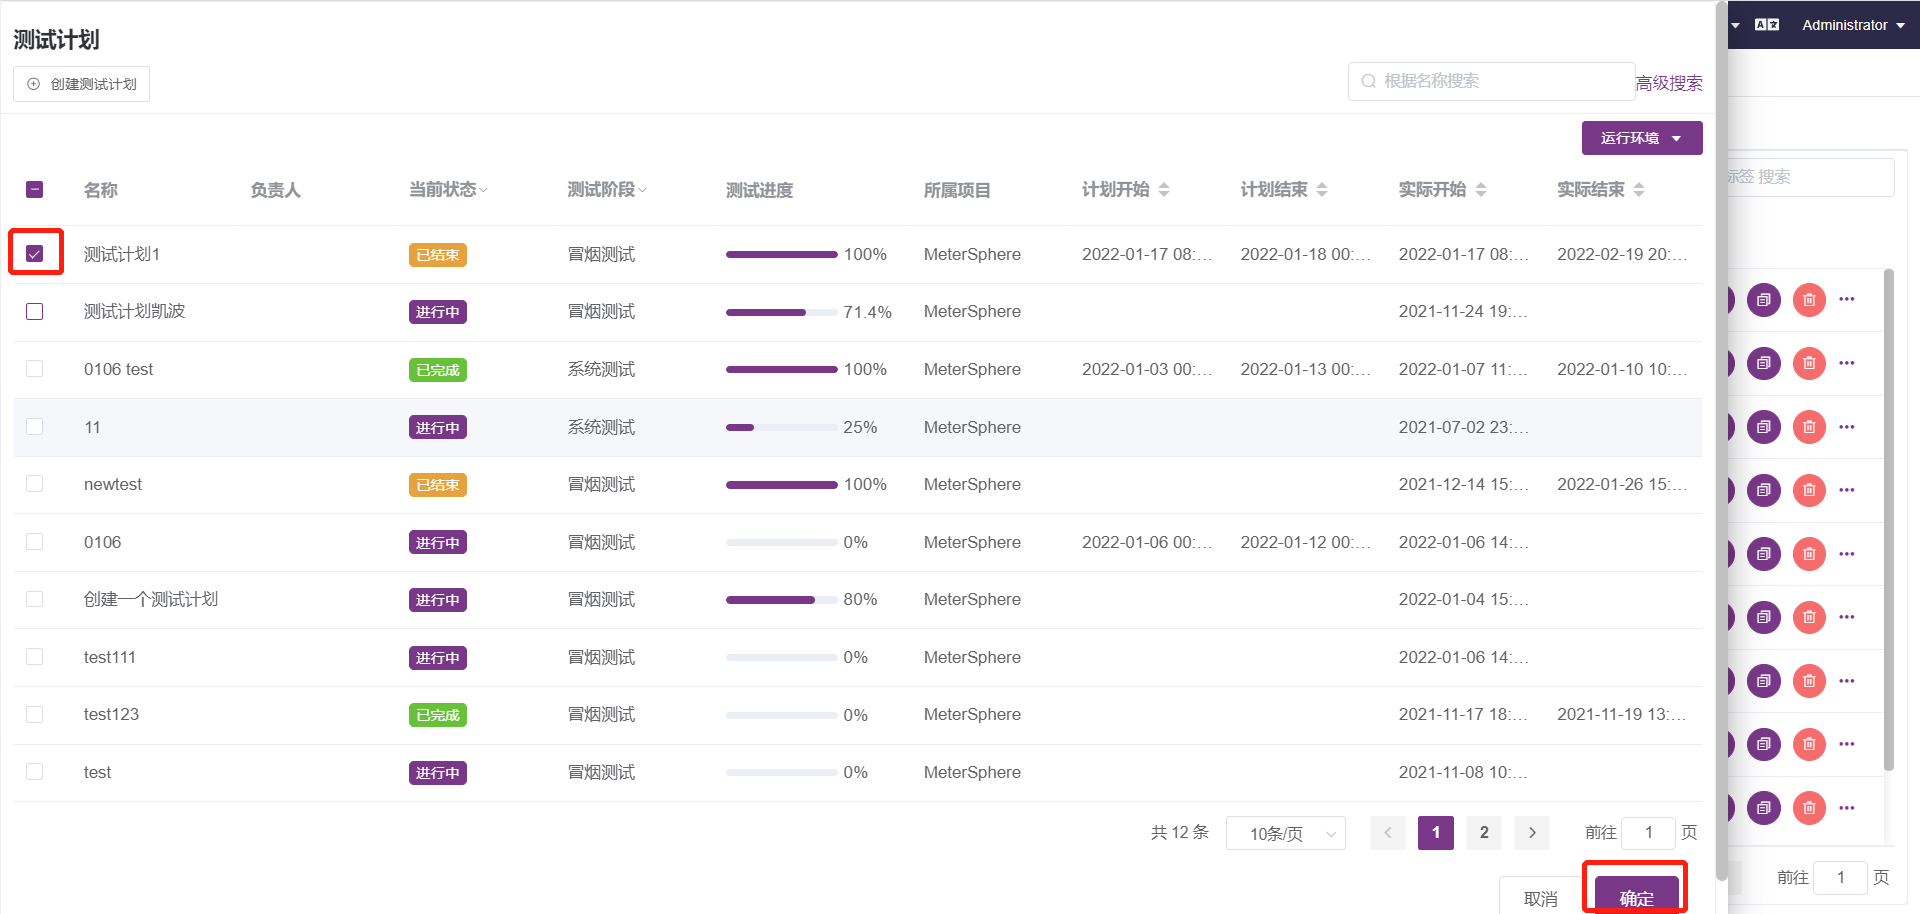 测试计划
Administrator
创建测试计划
根据名称搜索
高级搜索
运行环境
标签 搜索
名称 负责人 当前状态 测试阶段 测试进度 所属项目 计划开始 计划结束 实际开始 实际结束
测试计划1 已结束 冒烟测试 100% MeterSphere 2022-01-17 08:... 2022-01-18 00:... 2022-01-17 08:... 2022-02-19 20:...
测试计划凯波 进行中 冒烟测试 71.4% MeterSphere 2021-11-24 19:...
0106 test 已完成 系统测试 100% MeterSphere 2022-01-03 00:... 2022-01-13 00:... 2022-01-07 11:... 2022-01-10 10:...
11 进行中 系统测试 25% MeterSphere 2021-07-02 23:...
newtest 已结束 冒烟测试 100% MeterSphere 2021-12-14 15:... 2022-01-26 15:...
0106 进行中 冒烟测试 0% MeterSphere 2022-01-06 00:... 2022-01-12 00:... 2022-01-06 14:...
创建一个测试计划 进行中 冒烟测试 80% MeterSphere 2022-01-04 15:...
test111 进行中 冒烟测试 0% MeterSphere 2022-01-06 14:...
test123 已完成 冒烟测试 0% MeterSphere 2021-11-17 18:... 2021-11-19 13:...
test 进行中 冒烟测试 0% MeterSphere 2021-11-08 10:...
共 12 条 10条/页 1 2 前往 1 页
前往 1 页
取消 确定